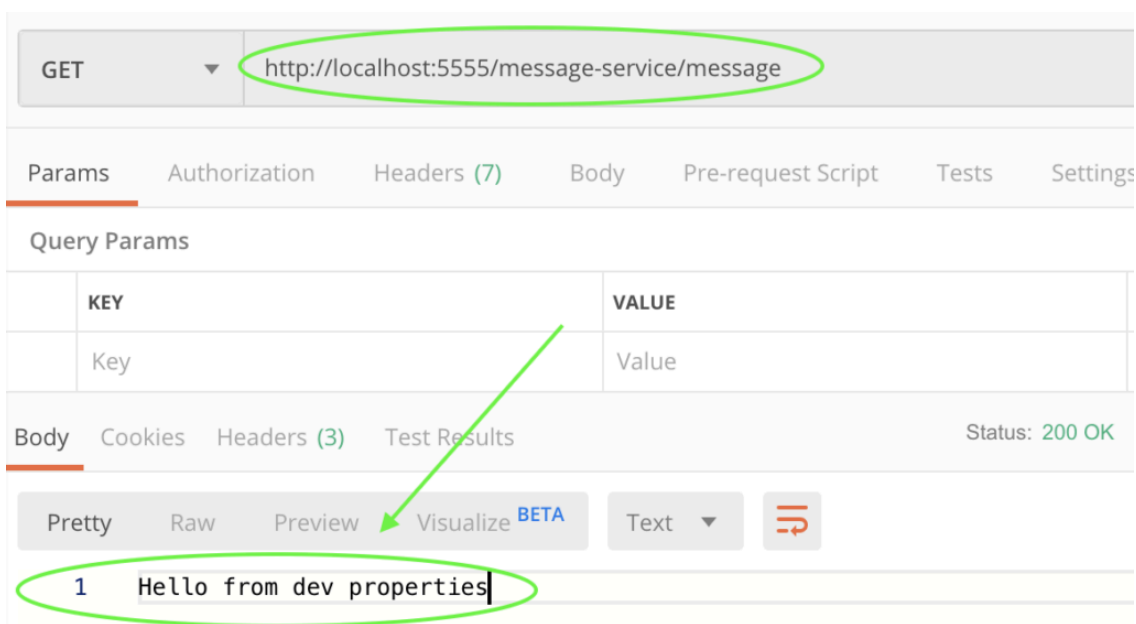 GET http://localhost:5555/message-service/message
Params Authorization Headers (7) Body Pre-request Script Tests Settings
Query Params
KEY VALUE
Key Value
Body Cookies Headers (3) Test Results Status: 200 OK
Pretty Raw Preview Visualize BETA Text
1 Hello from dev properties